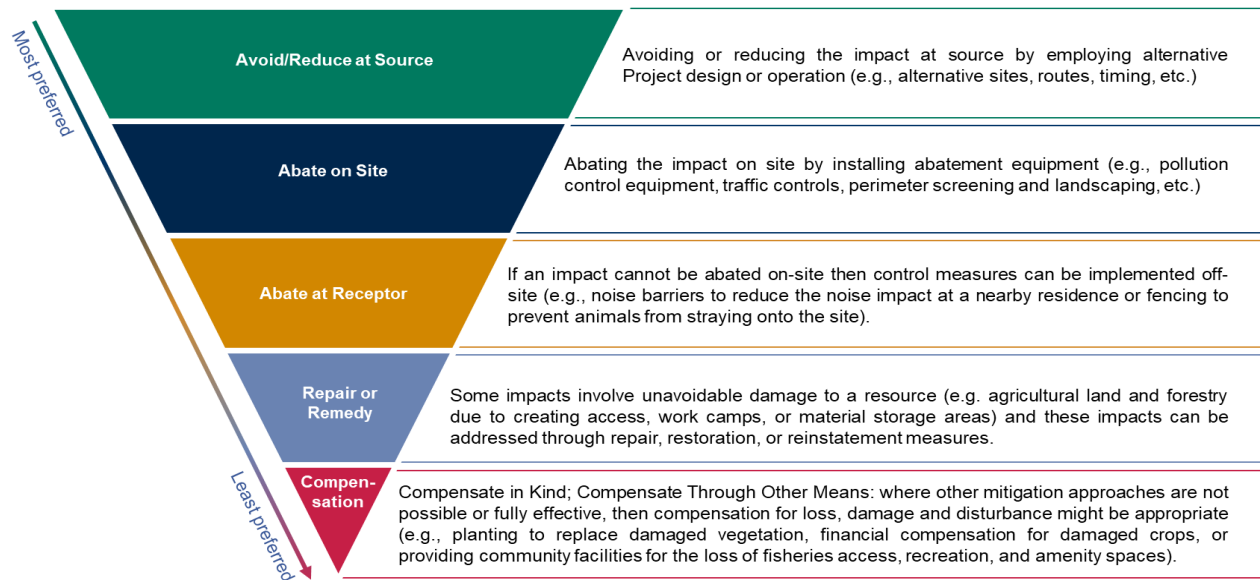 Most preferred
Avoid/Reduce at Source
Avoiding or reducing the impact at source by employing alternative
Project design or operation (e.g., alternative sites, routes, timing, etc.)
Abate on Site
Abating the impact on site by installing abatement equipment (e.g., pollution
control equipment, traffic controls, perimeter screening and landscaping, etc.)
Abate at Receptor
If an impact cannot be abated on-site then control measures can be implemented off-
site (e.g., noise barriers to reduce the noise impact at a nearby residence or fencing to
prevent animals from straying onto the site).
Repair or
Remedy
Some impacts involve unavoidable damage to a resource (e.g. agricultural land and forestry
due to creating access, work camps, or material storage areas) and these impacts can be
addressed through repair, restoration, or reinstatement measures.
Least preferred
Compen-
sation
Compensate in Kind; Compensate Through Other Means: where other mitigation approaches are not
possible or fully effective, then compensation for loss, damage and disturbance might be appropriate
(e.g., planting to replace damaged vegetation, financial compensation for damaged crops, or
providing community facilities for the loss of fisheries access, recreation, and amenity spaces).